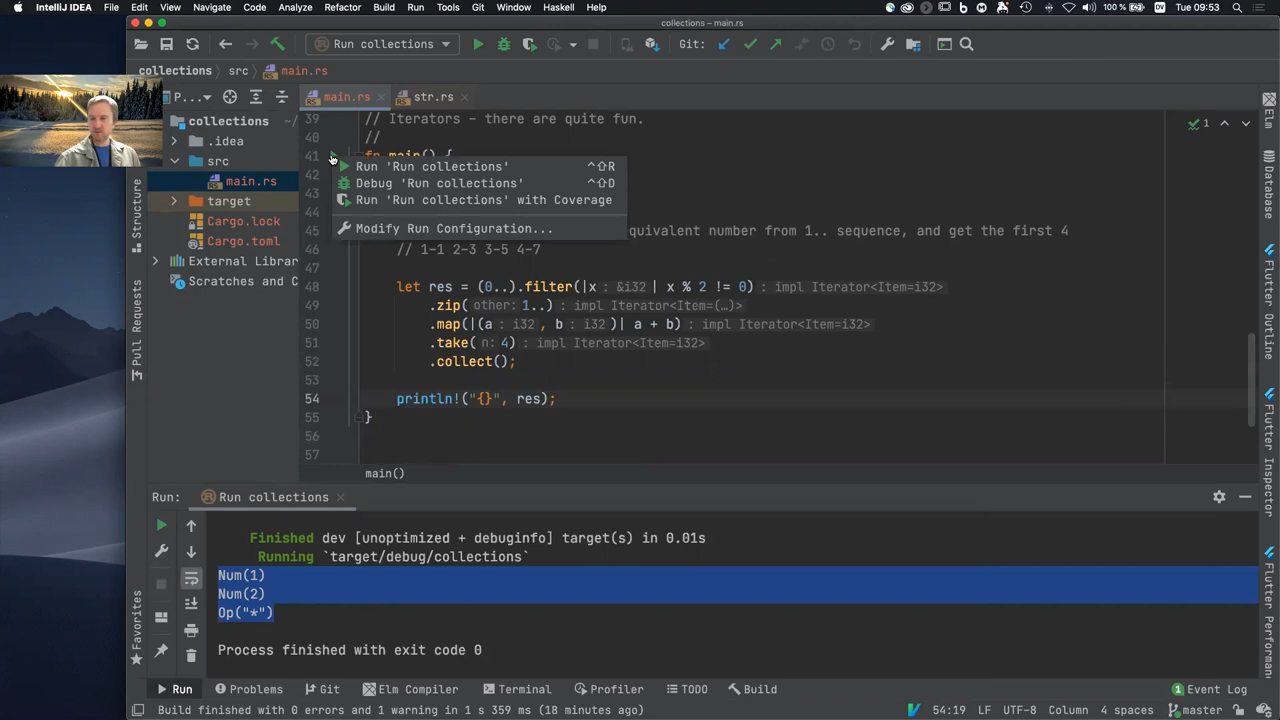 IntelliJ IDEA File Edit View Navigate Code Analyze Refactor Build Run Tools Git Window Haskell Help 100 % DV Tue 09:53
collections – main.rs
Run collections Git:
collections src main.rs
P... main.rs str.rs
Structure
Pull Requests
Favorites
collections ~/
.idea
src
main.rs
target
Cargo.lock
Cargo.toml
External Librar
Scratches and C
39 // Iterators – there are quite fun.
40 //
41 fn main() {
Run 'Run collections' ^⇧R
42
Debug 'Run collections' ^⇧D
43
Run 'Run collections' with Coverage
44
Modify Run Configuration...
45 equivalent number from 1.. sequence, and get the first 4
46 // 1-1 2-3 3-5 4-7
47
48 let res = (0..).filter(|x : &i32 | x % 2 != 0) : impl Iterator<Item=i32>
49 .zip( other: 1..) : impl Iterator<Item=(…)>
50 .map(|(a : i32 , b : i32 )| a + b) : impl Iterator<Item=i32>
51 .take( n: 4) : impl Iterator<Item=i32>
52 .collect();
53
54 println!("{}", res);
55 }
56
57
main()
1
Database
Elm
Flutter Outline
Flutter Inspector
Flutter Performa
Run: Run collections
Finished dev [unoptimized + debuginfo] target(s) in 0.01s
Running `target/debug/collections`
Num(1)
Num(2)
Op("*")
Process finished with exit code 0
Run Problems Git Elm Compiler Terminal Profiler TODO Build 1 Event Log
Build finished with 0 errors and 1 warning in 1 s 359 ms (18 minutes ago) 54:19 LF UTF-8 Column 4 spaces master